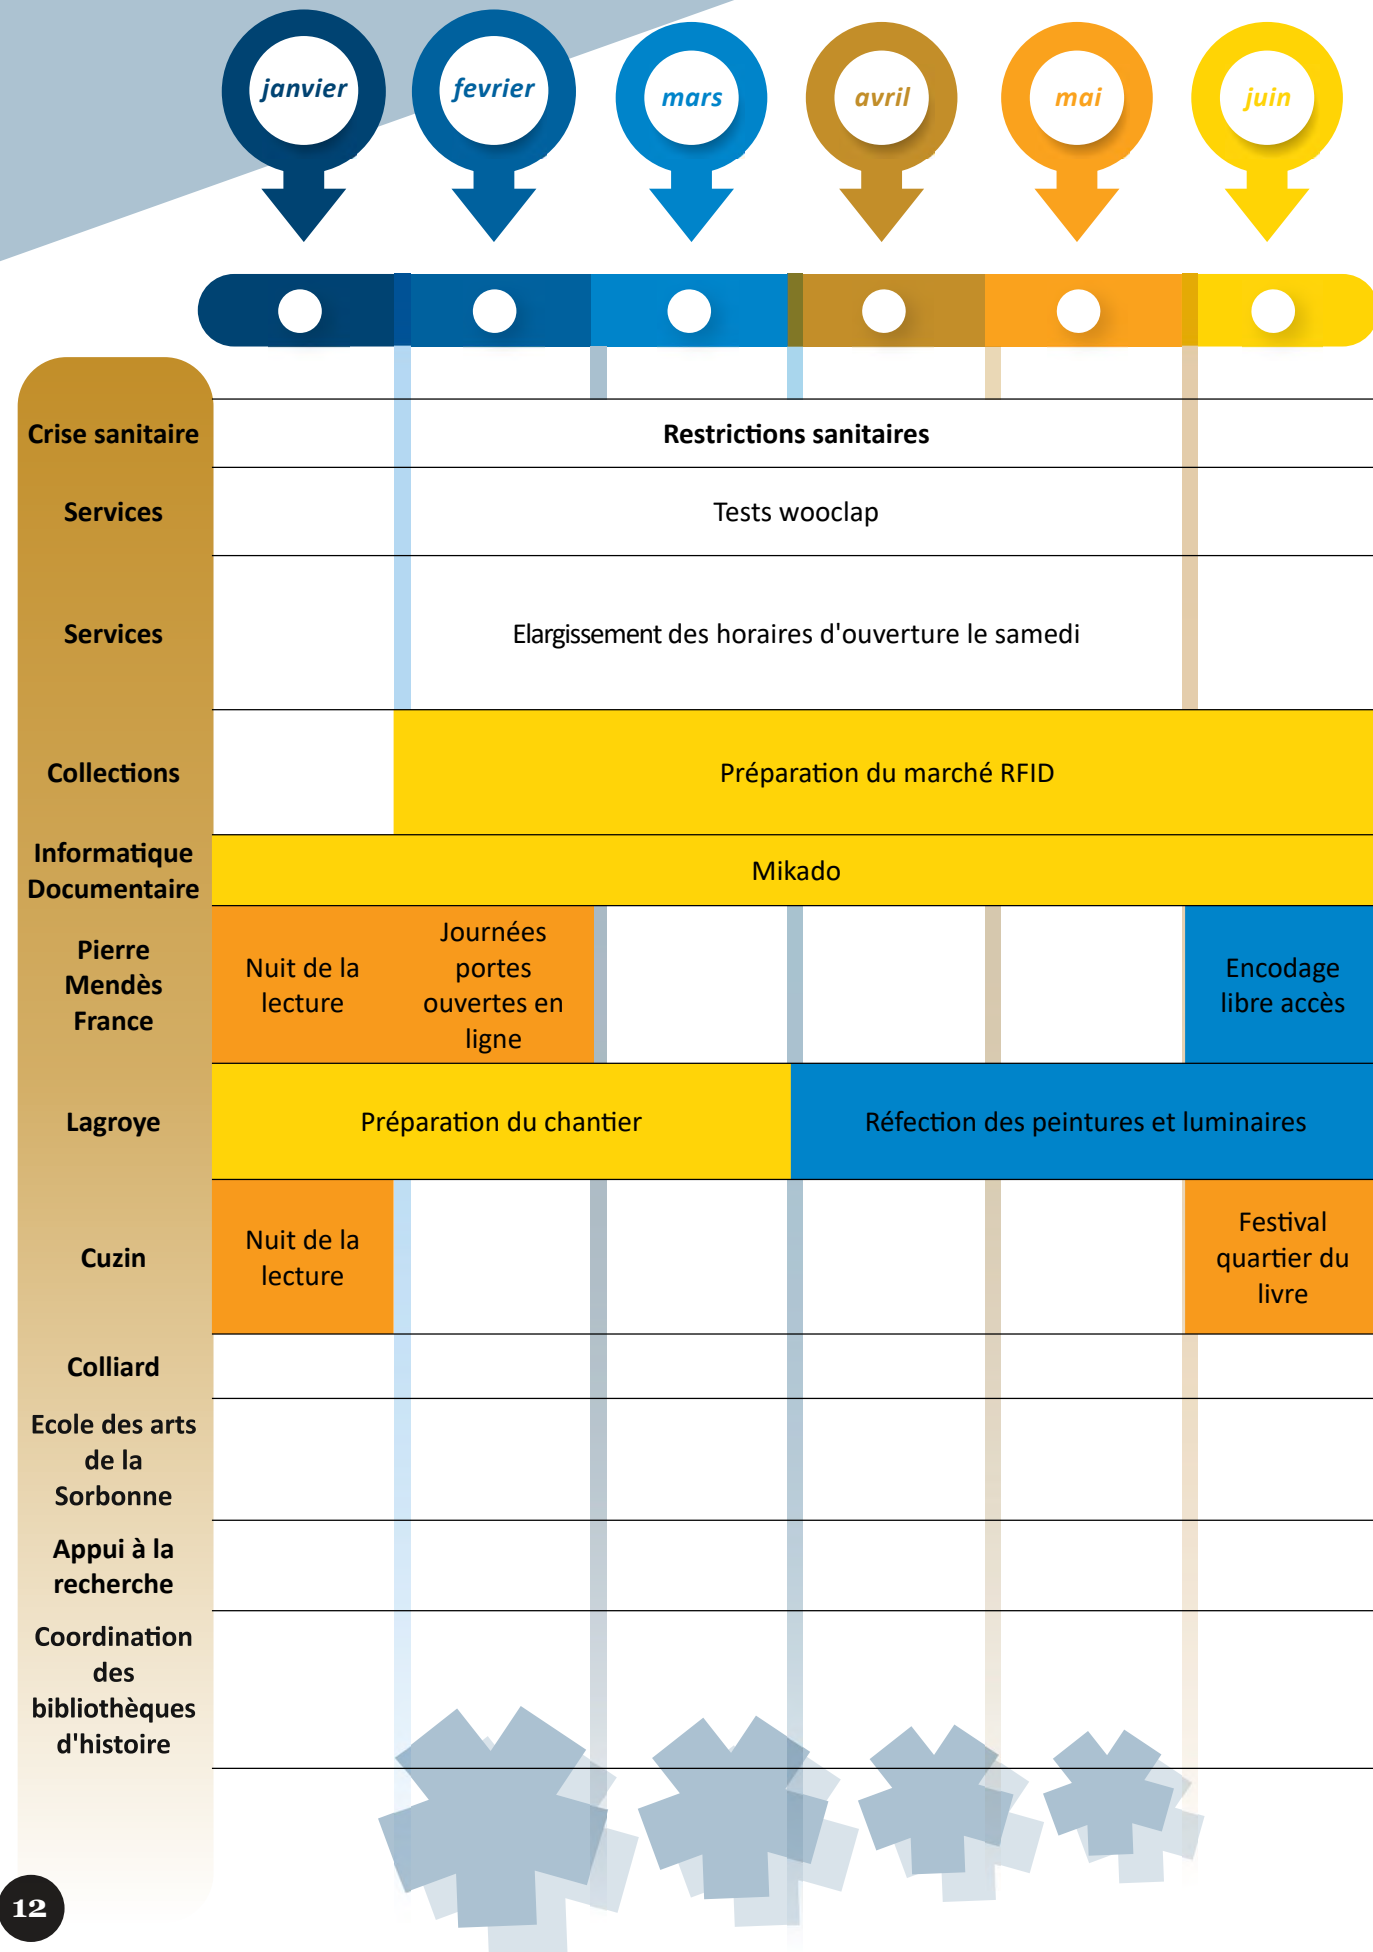 janvier
fevrier
mars
avril
mai
juin
Crise sanitaire
Restrictions sanitaires
Services
Tests wooclap
Services
Elargissement des horaires d'ouverture le samedi
Collections
Préparation du marché RFID
Informatique
Documentaire
Mikado
Pierre
Mendès
France
Nuit de la
lecture
Journées
portes
ouvertes en
ligne
Encodage
libre accès
Lagroye
Préparation du chantier
Réfection des peintures et luminaires
Cuzin
Nuit de la
lecture
Festival
quartier du
livre
Colliard
Ecole des arts
de la
Sorbonne
Appui à la
recherche
Coordination
des
bibliothèques
d'histoire
12